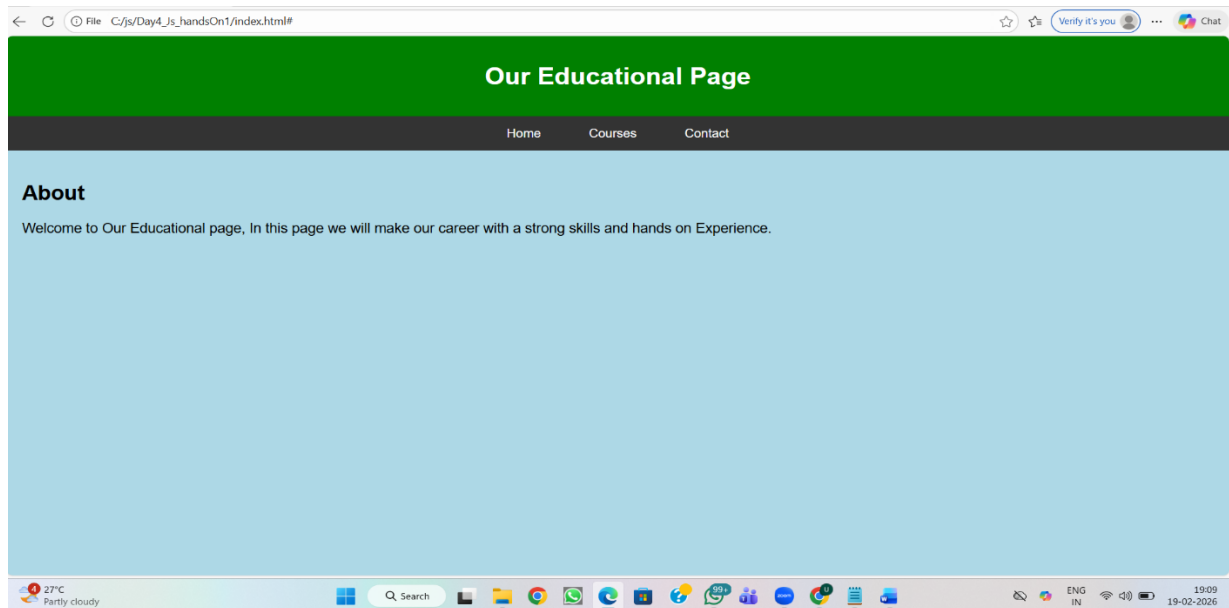 File C:/js/Day4_Js_handsOn1/index.html# Verify it's you Chat
Our Educational Page
Home Courses Contact
About
Welcome to Our Educational page, In this page we will make our career with a strong skills and hands on Experience.
4 27°C Search 99+ ENG 19:09
Partly cloudy IN 19-02-2026